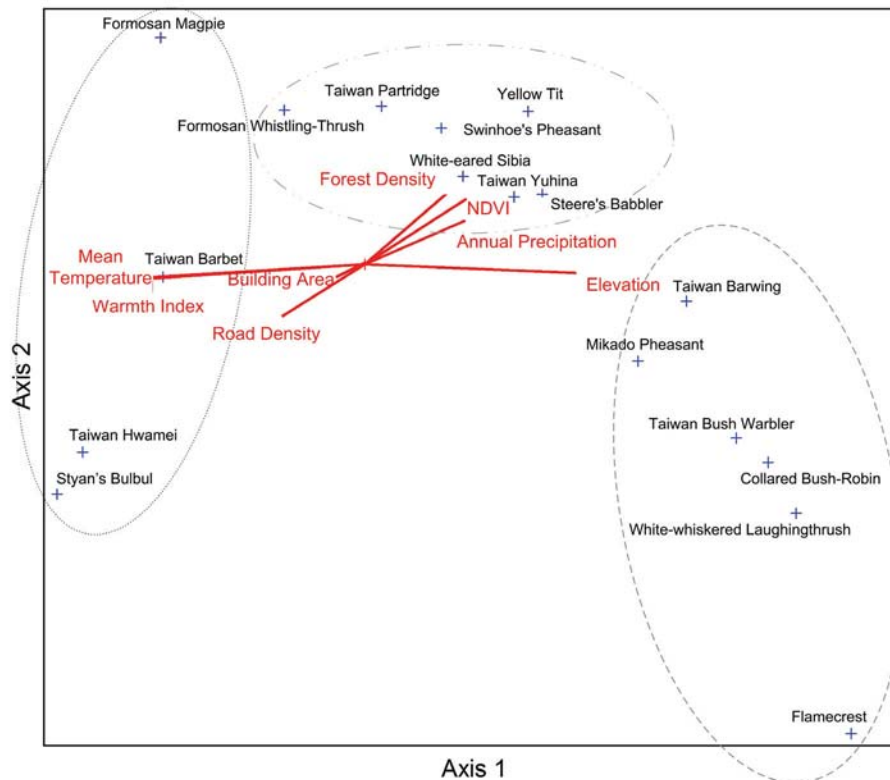 Formosan Magpie
Taiwan Partridge
Yellow Tit
Formosan Whistling-Thrush
Swinhoe's Pheasant
White-eared Sibia
Forest Density
Taiwan Yuhina
NDVI
Steere's Babbler
Annual Precipitation
Mean
Temperature
Taiwan Barbet
Building Area
Elevation
Taiwan Barwing
Warmth Index
Road Density
Mikado Pheasant
Axis 2
Taiwan Bush Warbler
Taiwan Hwamei
Styan's Bulbul
Collared Bush-Robin
White-whiskered Laughingthrush
Flamecrest
Axis 1